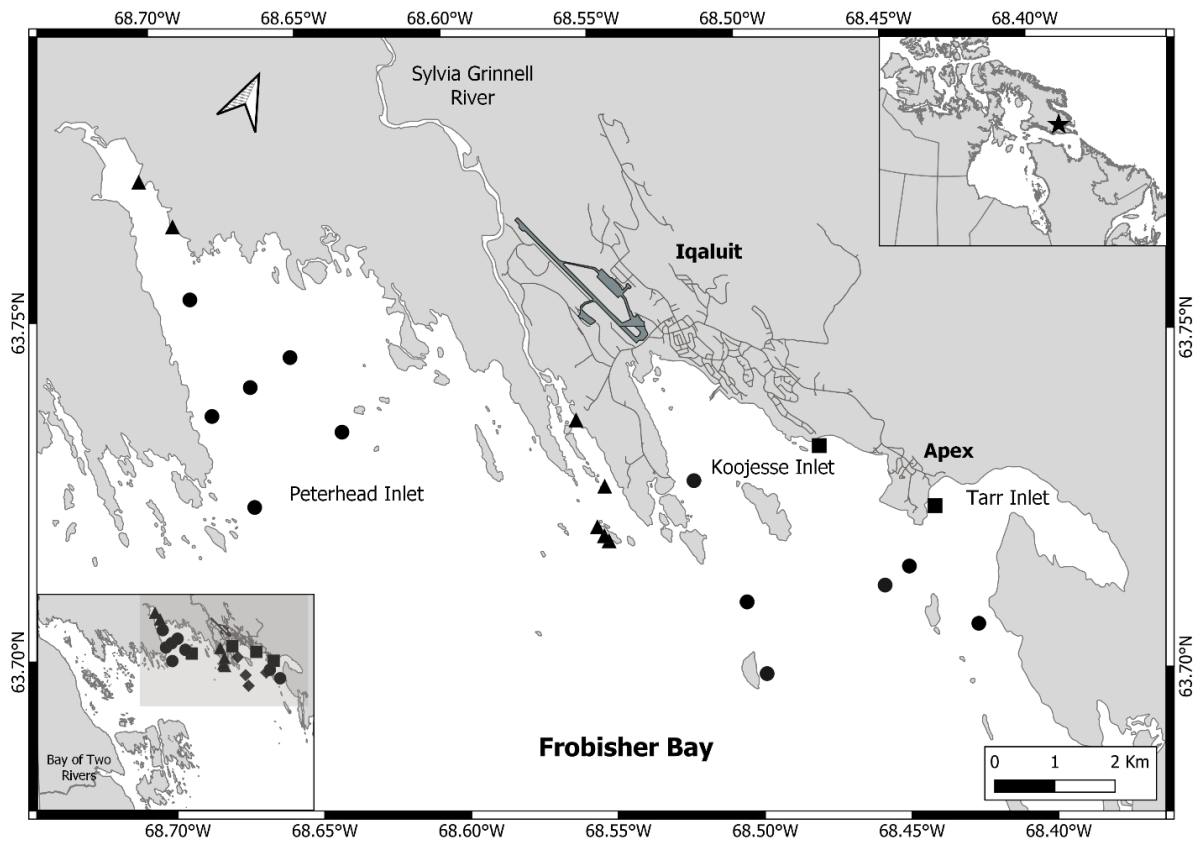 68.70°W 68.65°W 68.60°W 68.55°W 68.50°W 68.45°W 68.40°W
Sylvia Grinnell
River
Iqaluit
63.75°N
63.75°N
Apex
Koojesse Inlet
Peterhead Inlet
Tarr Inlet
63.70°N
63.70°N
Frobisher Bay
Bay of Two
Rivers
0 1 2 Km
68.70°W 68.65°W 68.60°W 68.55°W 68.50°W 68.45°W 68.40°W